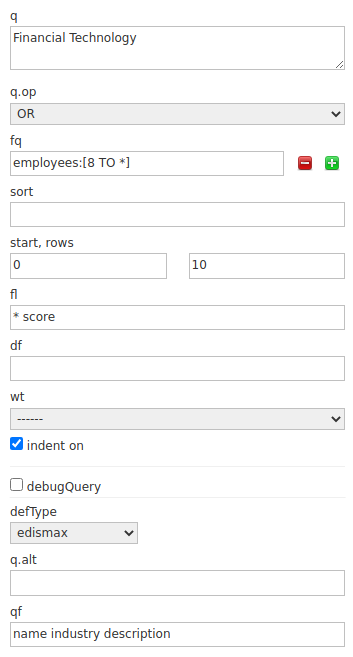 q
Financial Technology
q.op
OR
fq
employees:[8 TO *]
sort
start, rows
0 10
fl
* score
df
wt
------
indent on
debugQuery
defType
edismax
q.alt
qf
name industry description